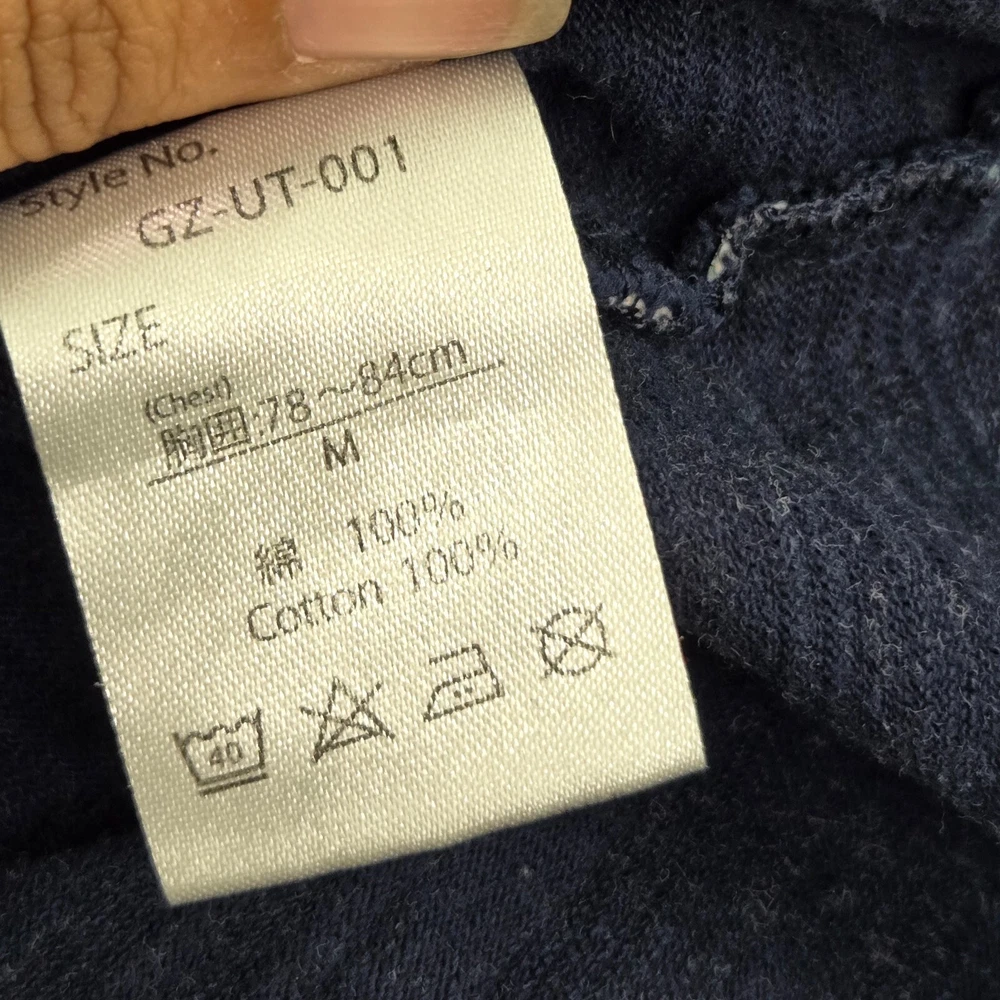 Style No.
GZ-UT-001
SIZE
(Chest)
胸囲:78～84cm
M
綿 100%
Cotton 100%
40